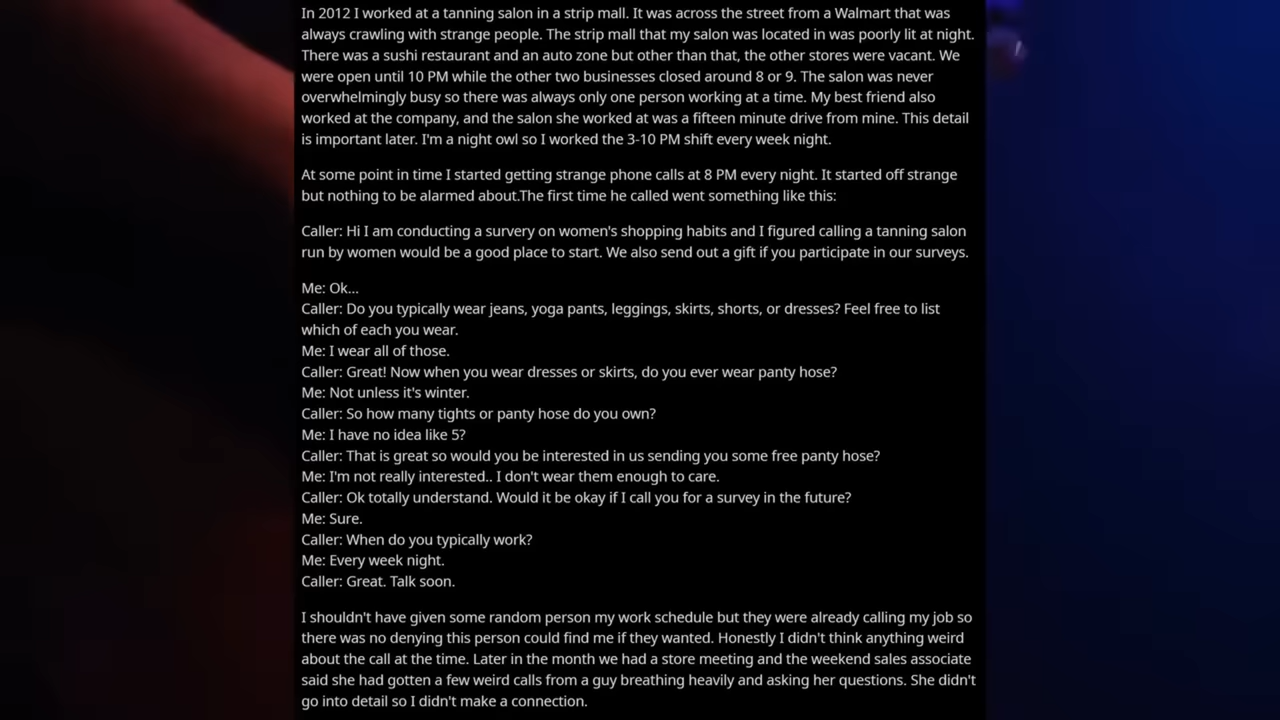 In 2012 I worked at a tanning salon in a strip mall. It was across the street from a Walmart that was
always crawling with strange people. The strip mall that my salon was located in was poorly lit at night.
There was a sushi restaurant and an auto zone but other than that, the other stores were vacant. We
were open until 10 PM while the other two businesses closed around 8 or 9. The salon was never
overwhelmingly busy so there was always only one person working at a time. My best friend also
worked at the company, and the salon she worked at was a fifteen minute drive from mine. This detail
is important later. I'm a night owl so I worked the 3-10 PM shift every week night.
At some point in time I started getting strange phone calls at 8 PM every night. It started off strange
but nothing to be alarmed about.The first time he called went something like this:
Caller: Hi I am conducting a survery on women's shopping habits and I figured calling a tanning salon
run by women would be a good place to start. We also send out a gift if you participate in our surveys.
Me: Ok...
Caller: Do you typically wear jeans, yoga pants, leggings, skirts, shorts, or dresses? Feel free to list
which of each you wear.
Me: I wear all of those.
Caller: Great! Now when you wear dresses or skirts, do you ever wear panty hose?
Me: Not unless it's winter.
Caller: So how many tights or panty hose do you own?
Me: I have no idea like 5?
Caller: That is great so would you be interested in us sending you some free panty hose?
Me: I'm not really interested.. I don't wear them enough to care.
Caller: Ok totally understand. Would it be okay if I call you for a survey in the future?
Me: Sure.
Caller: When do you typically work?
Me: Every week night.
Caller: Great. Talk soon.
I shouldn't have given some random person my work schedule but they were already calling my job so
there was no denying this person could find me if they wanted. Honestly I didn't think anything weird
about the call at the time. Later in the month we had a store meeting and the weekend sales associate
said she had gotten a few weird calls from a guy breathing heavily and asking her questions. She didn't
go into detail so I didn't make a connection.